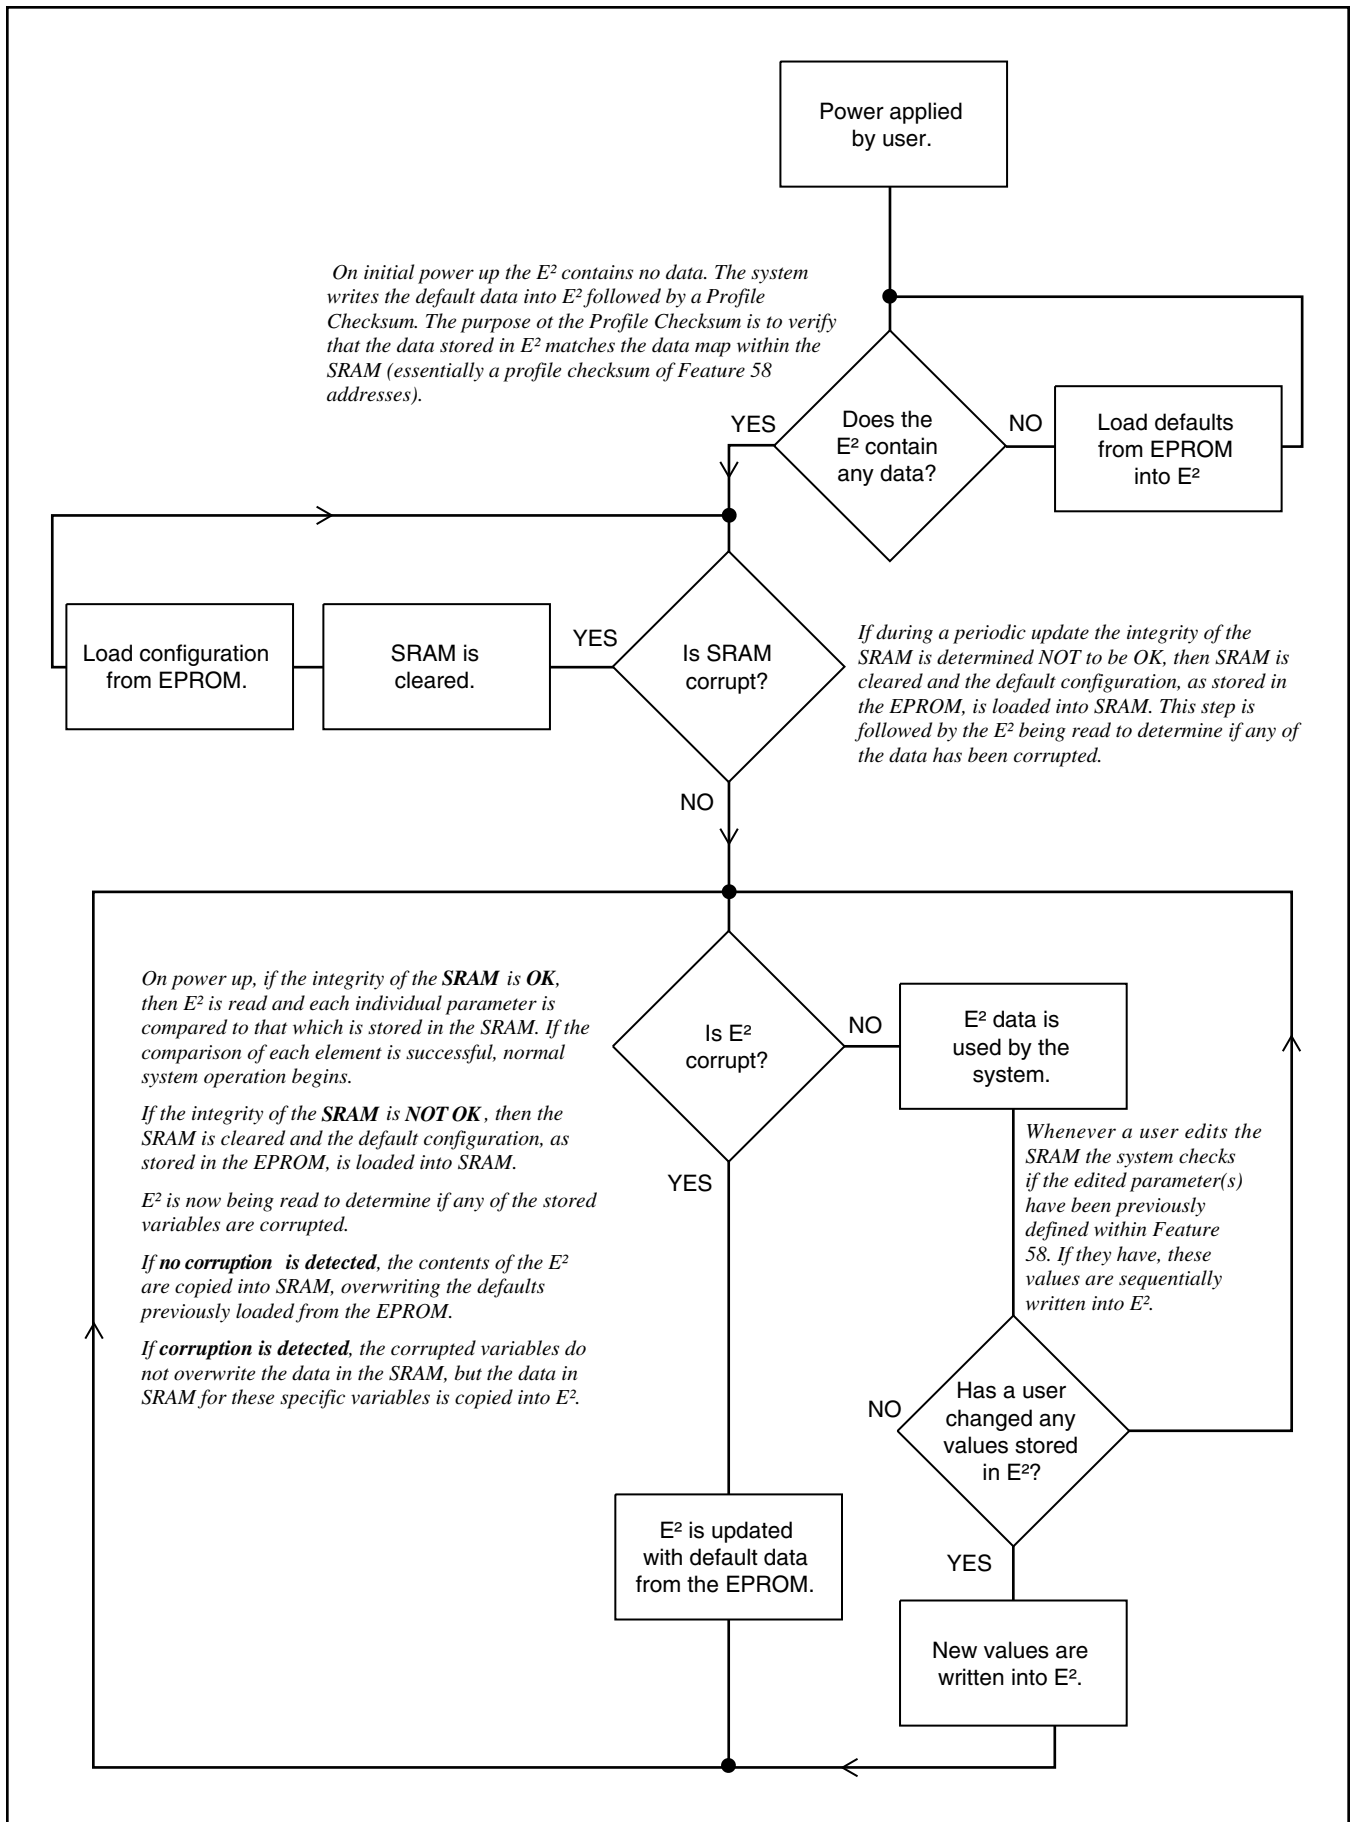 Power applied
by user.
On initial power up the E² contains no data. The system
writes the default data into E² followed by a Profile
Checksum. The purpose ot the Profile Checksum is to verify
that the data stored in E² matches the data map within the
SRAM (essentially a profile checksum of Feature 58
addresses).
YES
Does the
E² contain
any data?
NO
Load defaults
from EPROM
into E²
Load configuration
from EPROM.
SRAM is
cleared.
YES
Is SRAM
corrupt?
If during a periodic update the integrity of the
SRAM is determined NOT to be OK, then SRAM is
cleared and the default configuration, as stored in
the EPROM, is loaded into SRAM. This step is
followed by the E² being read to determine if any of
the data has been corrupted.
NO
On power up, if the integrity of the SRAM is OK,
then E² is read and each individual parameter is
compared to that which is stored in the SRAM. If the
comparison of each element is successful, normal
system operation begins.
If the integrity of the SRAM is NOT OK, then the
SRAM is cleared and the default configuration, as
stored in the EPROM, is loaded into SRAM.
E² is now being read to determine if any of the stored
variables are corrupted.
If no corruption is detected, the contents of the E²
are copied into SRAM, overwriting the defaults
previously loaded from the EPROM.
If corruption is detected, the corrupted variables do
not overwrite the data in the SRAM, but the data in
SRAM for these specific variables is copied into E².
Is E²
corrupt?
NO
E² data is
used by the
system.
YES
Whenever a user edits the
SRAM the system checks
if the edited parameter(s)
have been previously
defined within Feature
58. If they have, these
values are sequentially
written into E².
NO
Has a user
changed any
values stored
in E²?
E² is updated
with default data
from the EPROM.
YES
New values are
written into E².